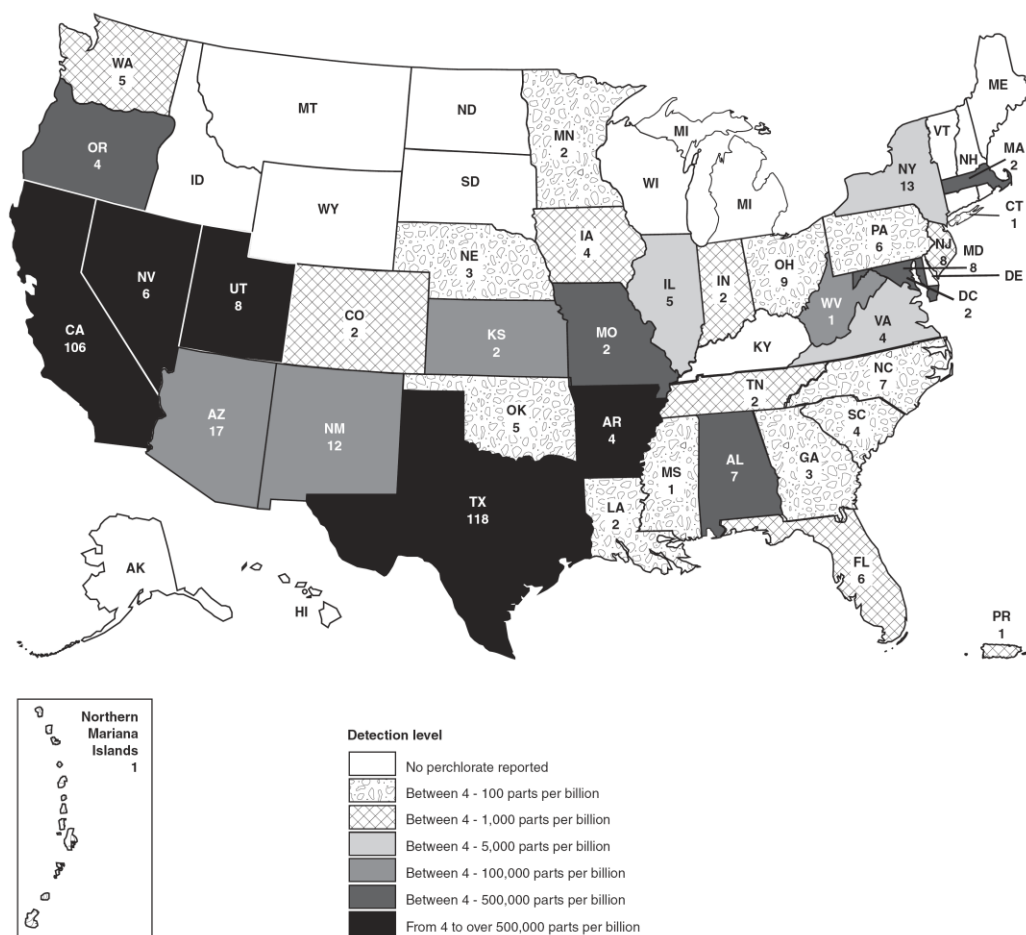 WA
5
MT
ND
MN
2
ME
VT
NH
MA
2
OR
4
ID
SD
WI
MI
MI
NY
13
CT
1
WY
NE
3
IA
4
PA
6
NJ
8
MD
8
DE
DC
2
NV
6
UT
8
CO
2
KS
2
MO
2
IL
5
IN
2
OH
9
WV
1
VA
4
CA
106
KY
NC
7
TN
2
AZ
17
NM
12
OK
5
AR
4
SC
4
MS
1
AL
7
GA
3
TX
118
LA
2
FL
6
AK
HI
PR
1
Northern
Mariana
Islands
1
Detection level
No perchlorate reported
Between 4 - 100 parts per billion
Between 4 - 1,000 parts per billion
Between 4 - 5,000 parts per billion
Between 4 - 100,000 parts per billion
Between 4 - 500,000 parts per billion
From 4 to over 500,000 parts per billion